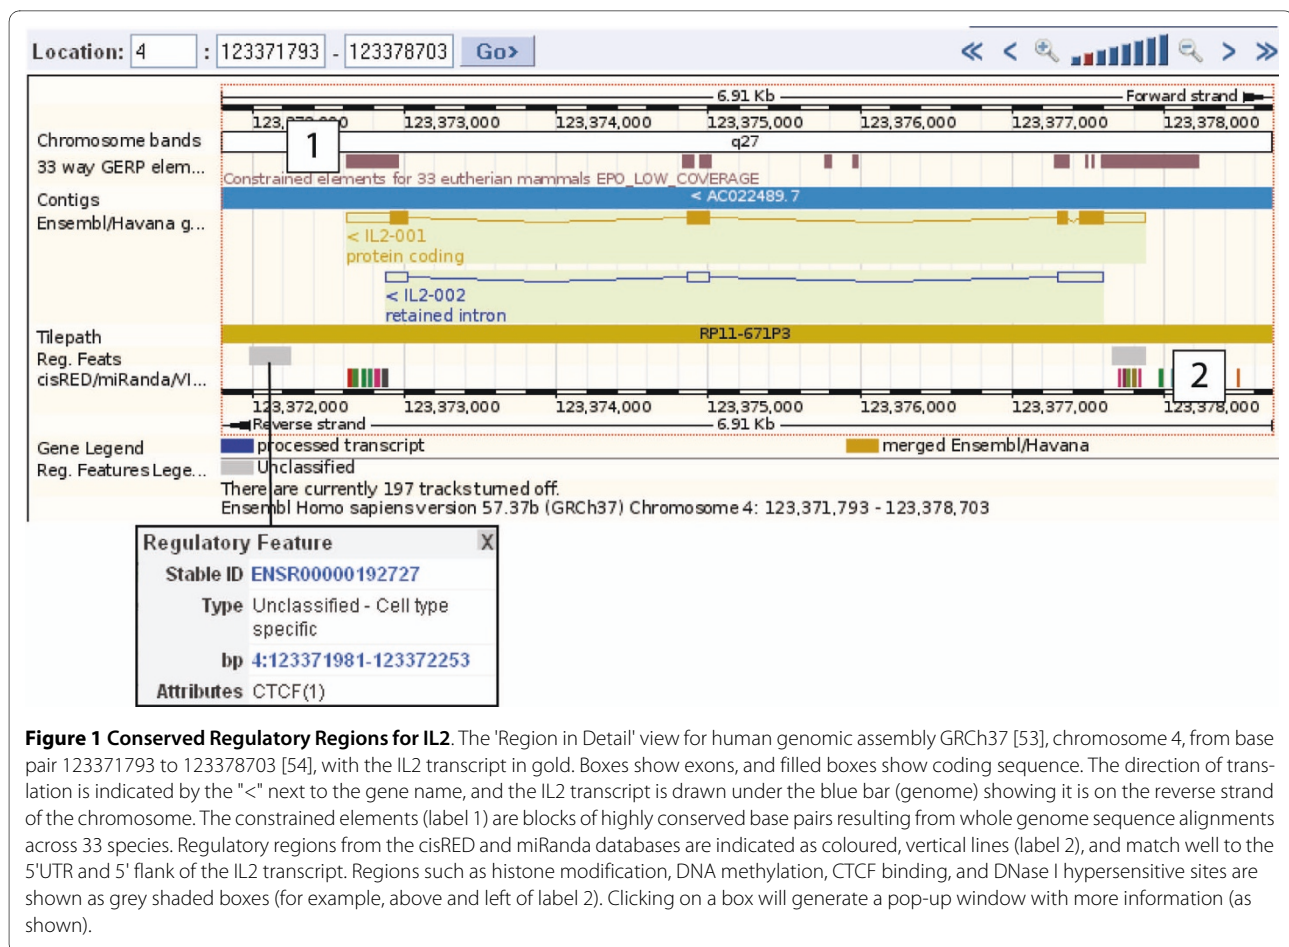 Location: 4 : 123371793 - 123378703 Go>
6.91 Kb Forward strand
123,373,000 123,374,000 123,375,000 123,376,000 123,377,000 123,378,000
1
Chromosome bands q27
33 way GERP elem...
Constrained elements for 33 eutherian mammals EPO_LOW_COVERAGE
Contigs < AC022489.7
Ensembl/Havana g...
< IL2-001
protein coding
< IL2-002
retained intron
Tilepath RP11-671P3
Reg. Feats
cisRED/miRanda/VI...
2
123,372,000 123,373,000 123,374,000 123,375,000 123,376,000 123,377,000 123,378,000
Reverse strand 6.91 Kb
Gene Legend processed transcript merged Ensembl/Havana
Reg. Features Lege... Unclassified
There are currently 197 tracks turned off.
Ensembl Homo sapiens version 57.37b (GRCh37) Chromosome 4: 123,371,793 - 123,378,703
Regulatory Feature X
Stable ID ENSR00000192727
Type Unclassified - Cell type
specific
bp 4:123371981-123372253
Attributes CTCF(1)
Figure 1 Conserved Regulatory Regions for IL2. The 'Region in Detail' view for human genomic assembly GRCh37 [53], chromosome 4, from base
pair 123371793 to 123378703 [54], with the IL2 transcript in gold. Boxes show exons, and filled boxes show coding sequence. The direction of trans-
lation is indicated by the "<" next to the gene name, and the IL2 transcript is drawn under the blue bar (genome) showing it is on the reverse strand
of the chromosome. The constrained elements (label 1) are blocks of highly conserved base pairs resulting from whole genome sequence alignments
across 33 species. Regulatory regions from the cisRED and miRanda databases are indicated as coloured, vertical lines (label 2), and match well to the
5'UTR and 5' flank of the IL2 transcript. Regions such as histone modification, DNA methylation, CTCF binding, and DNase I hypersensitive sites are
shown as grey shaded boxes (for example, above and left of label 2). Clicking on a box will generate a pop-up window with more information (as
shown).